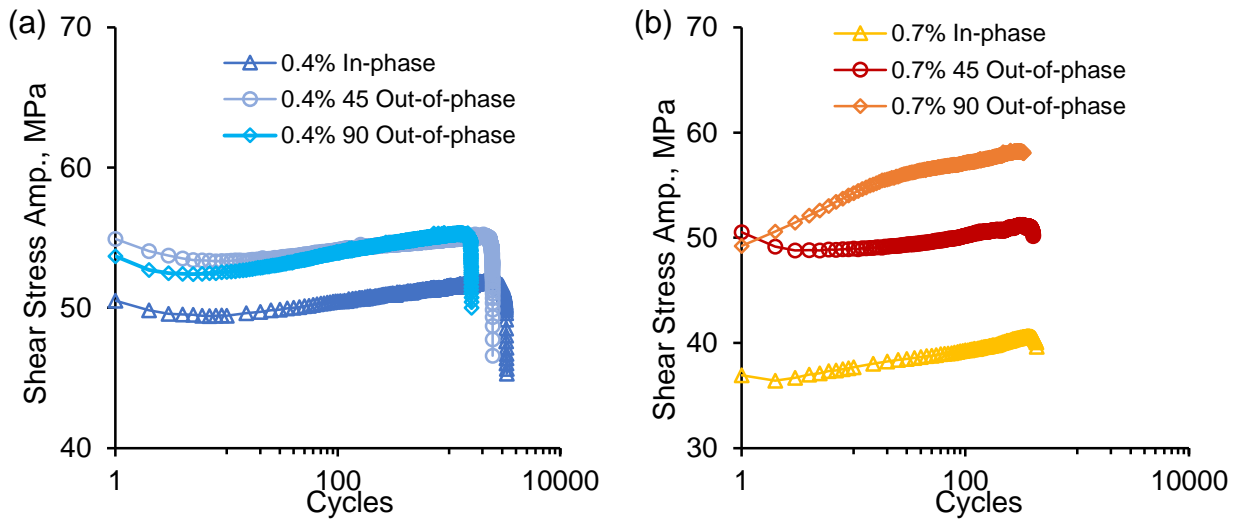 (a)
Shear Stress Amp., MPa
70
60
50
40
0.4% In-phase
0.4% 45 Out-of-phase
0.4% 90 Out-of-phase
1
100
10000
Cycles
(b)
Shear Stress Amp., MPa
70
60
50
40
30
0.7% In-phase
0.7% 45 Out-of-phase
0.7% 90 Out-of-phase
1
100
10000
Cycles